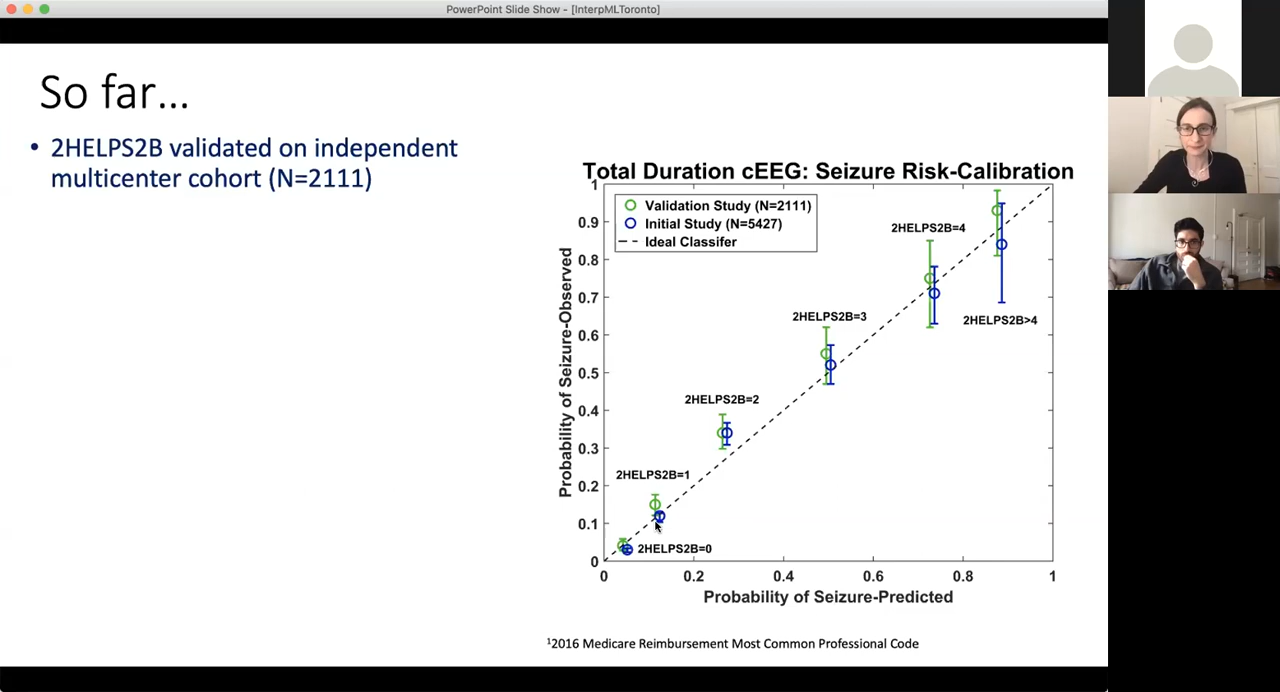 PowerPoint Slide Show - [InterpMLToronto]
So far...
• 2HELPS2B validated on independent
multicenter cohort (N=2111)
Total Duration cEEG: Seizure Risk-Calibration
Validation Study (N=2111)
Initial Study (N=5427)
Ideal Classifer
Probability of Seizure-Observed
1
0.9
0.8
0.7
0.6
0.5
0.4
0.3
0.2
0.1
0
2HELPS2B=4
2HELPS2B>4
2HELPS2B=3
2HELPS2B=2
2HELPS2B=1
2HELPS2B=0
0 0.2 0.4 0.6 0.8 1
Probability of Seizure-Predicted
¹2016 Medicare Reimbursement Most Common Professional Code